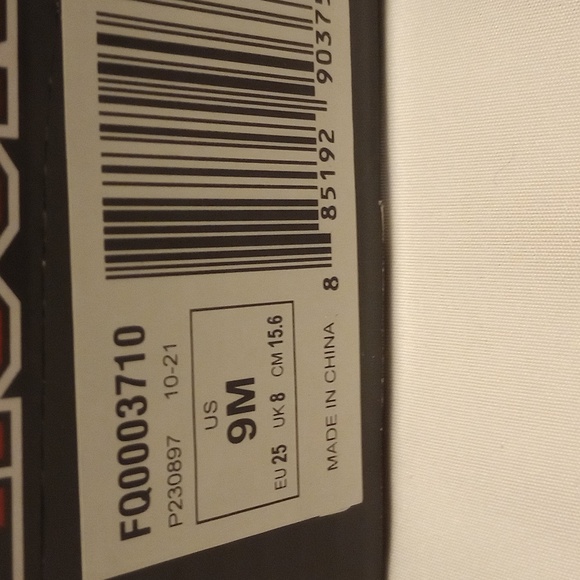 FQ0003710
P230897 10-21
US
9M
EU 25 UK 8 CM 15.6
MADE IN CHINA
8 85192 9037